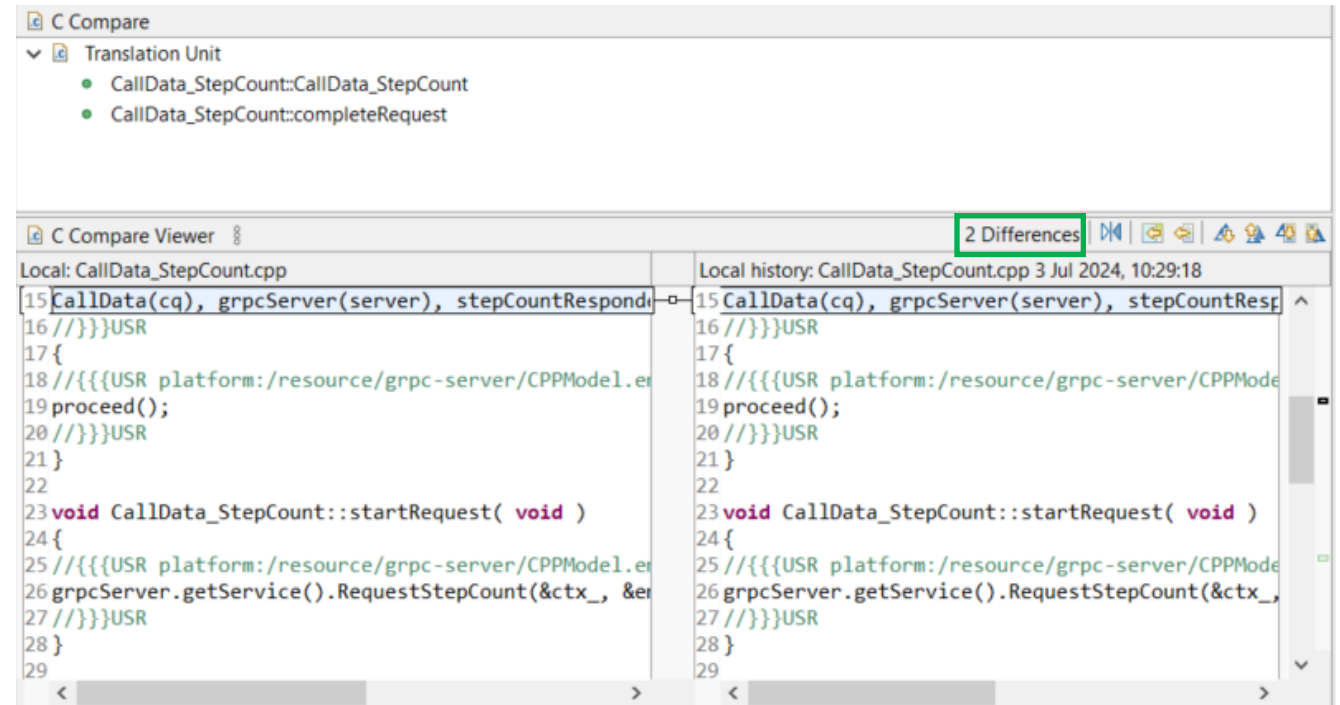 C Compare
Translation Unit
CallData_StepCount::CallData_StepCount
CallData_StepCount::completeRequest
C Compare Viewer
2 Differences
Local: CallData_StepCount.cpp
Local history: CallData_StepCount.cpp 3 Jul 2024, 10:29:18
15 CallData(cq), grpcServer(server), stepCountResponde
16 //}}}USR
17 {
18 //{{{USR platform:/resource/grpc-server/CPPModel.em
19 proceed();
20 //}}}USR
21 }
22
23 void CallData_StepCount::startRequest( void )
24 {
25 //{{{USR platform:/resource/grpc-server/CPPModel.em
26 grpcServer.getService().RequestStepCount(&ctx_, &en
27 //}}}USR
28 }
29
15 CallData(cq), grpcServer(server), stepCountResp
16 //}}}USR
17 {
18 //{{{USR platform:/resource/grpc-server/CPPMode
19 proceed();
20 //}}}USR
21 }
22
23 void CallData_StepCount::startRequest( void )
24 {
25 //{{{USR platform:/resource/grpc-server/CPPMode
26 grpcServer.getService().RequestStepCount(&ctx_,
27 //}}}USR
28 }
29